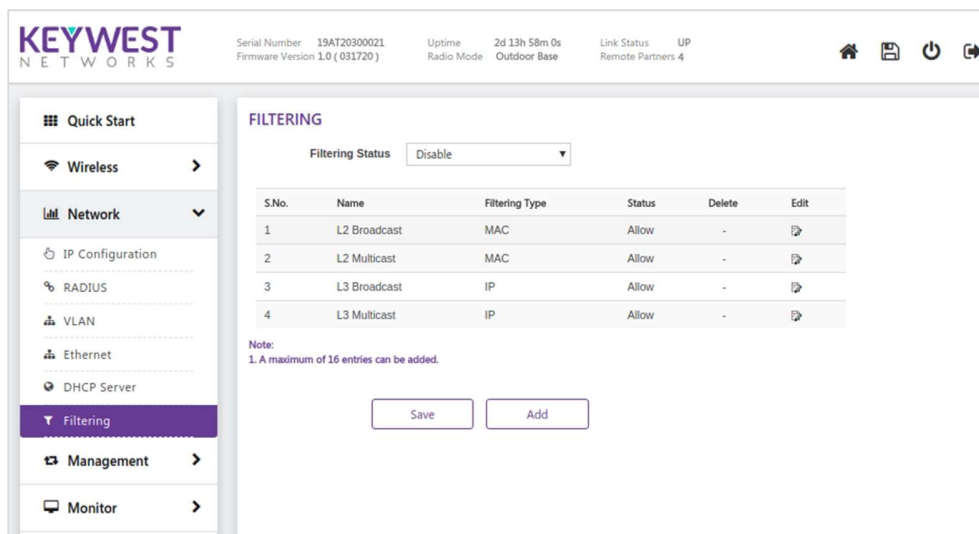 KEYWEST
NETWORKS
Serial Number 19AT20300021 Uptime 2d 13h 58m 0s Link Status UP
Firmware Version 1.0 ( 031720 ) Radio Mode Outdoor Base Remote Partners 4
Quick Start
Wireless
Network
IP Configuration
RADIUS
VLAN
Ethernet
DHCP Server
Filtering
Management
Monitor
FILTERING
Filtering Status Disable
S.No. Name Filtering Type Status Delete Edit
1 L2 Broadcast MAC Allow -
2 L2 Multicast MAC Allow -
3 L3 Broadcast IP Allow -
4 L3 Multicast IP Allow -
Note:
1. A maximum of 16 entries can be added.
Save Add